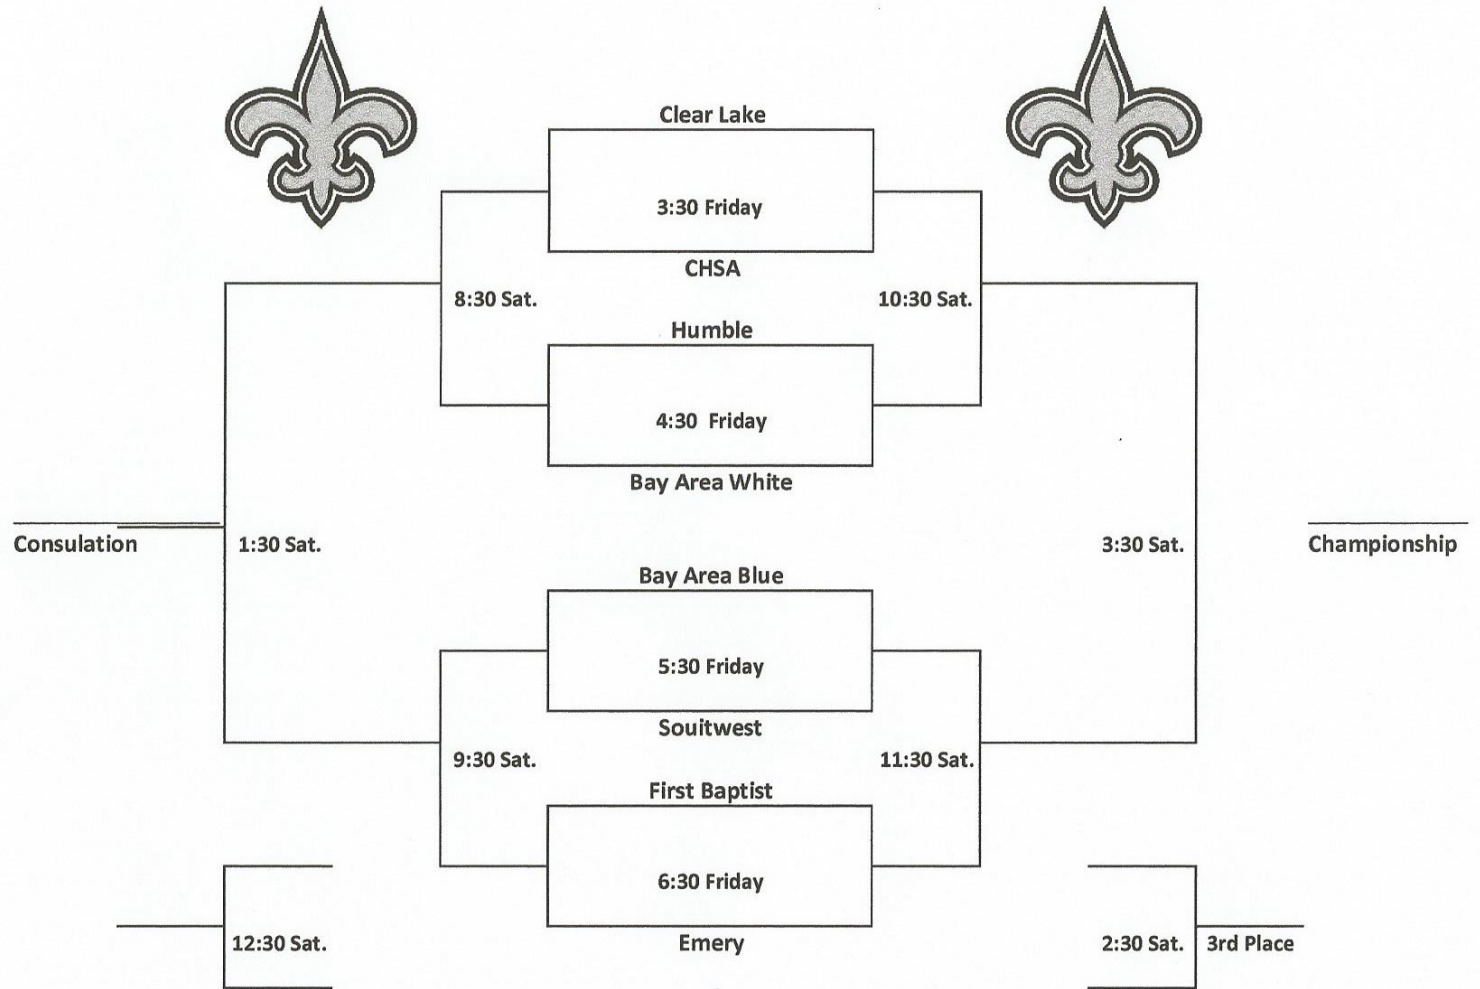 Clear Lake
3:30 Friday
CHSA
8:30 Sat.
10:30 Sat.
Humble
4:30 Friday
Bay Area White
Consulation
1:30 Sat.
3:30 Sat.
Championship
Bay Area Blue
5:30 Friday
Souitwest
9:30 Sat.
11:30 Sat.
First Baptist
6:30 Friday
Emery
12:30 Sat.
2:30 Sat.
3rd Place